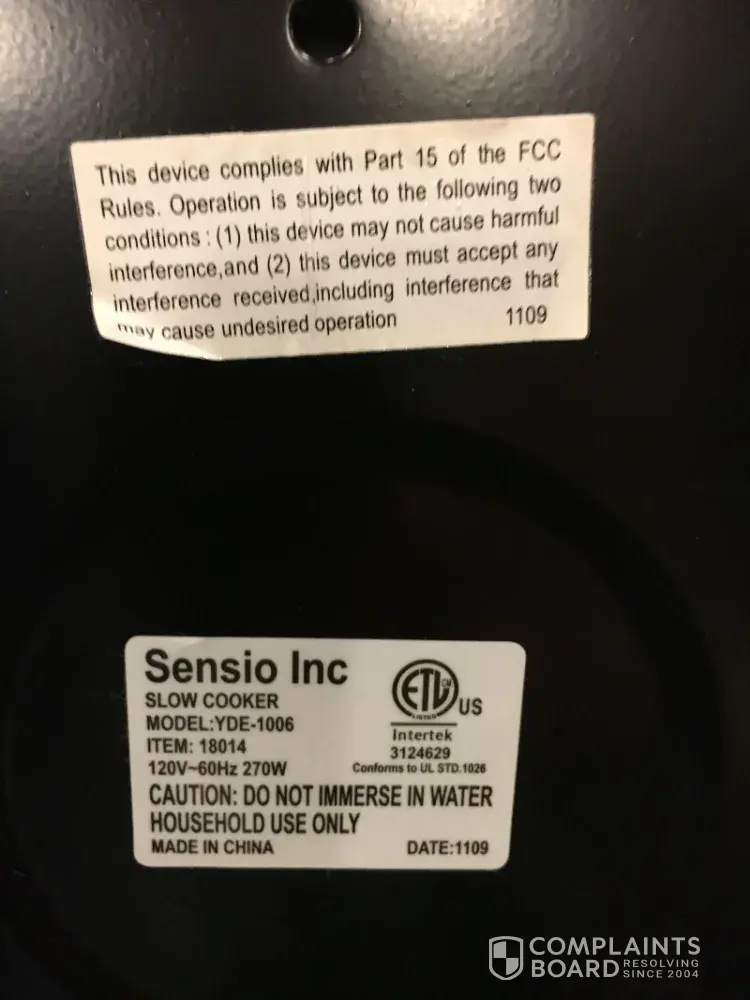 This device complies with Part 15 of the FCC
Rules. Operation is subject to the following two
conditions : (1) this device may not cause harmful
interference,and (2) this device must accept any
interference received,including interference that
may cause undesired operation 1109
Sensio Inc
SLOW COOKER
MODEL:YDE-1006
ITEM: 18014
120V~60Hz 270W
ETL CM US
LISTED
Intertek
3124629
Conforms to UL STD.1026
CAUTION: DO NOT IMMERSE IN WATER
HOUSEHOLD USE ONLY
MADE IN CHINA DATE:1109
COMPLAINTS
BOARD RESOLVING
SINCE 2004